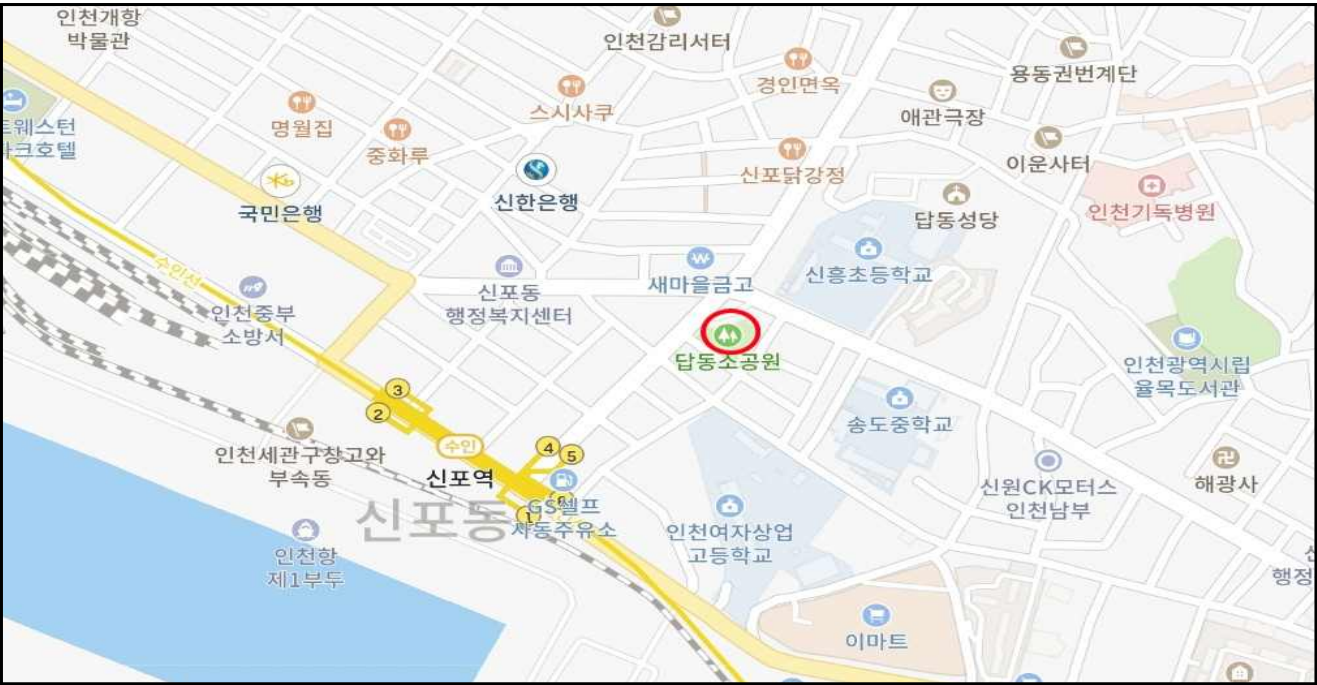 인천개항
박물관
인천감리서터
용동권번계단
경인면옥
스시사쿠
애관극장
명월집
중화루
이운사터
신포닭강정
신한은행
국민은행
답동성당
인천기독병원
수인선
신포동
행정복지센터
새마을금고
신흥초등학교
인천중부
소방서
답동소공원
인천광역시립
율목도서관
송도중학교
3
2
수인
신포역
4
5
1
인천세관구창고와
부속동
신포동
GS셀프
자동주유소
인천여자상업
고등학교
신원CK모터스
인천남부
해광사
인천항
제1부두
행정
이마트